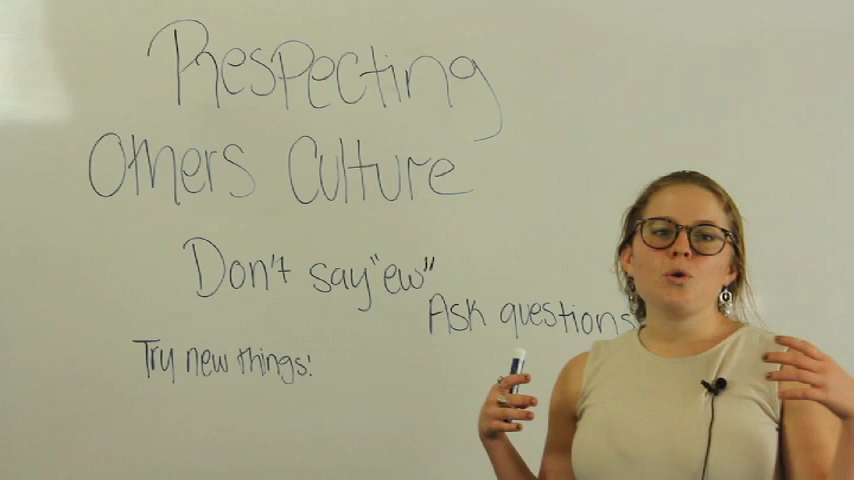 Respecting
Others Culture
Don't say "ew"
Ask questions
Try new things!